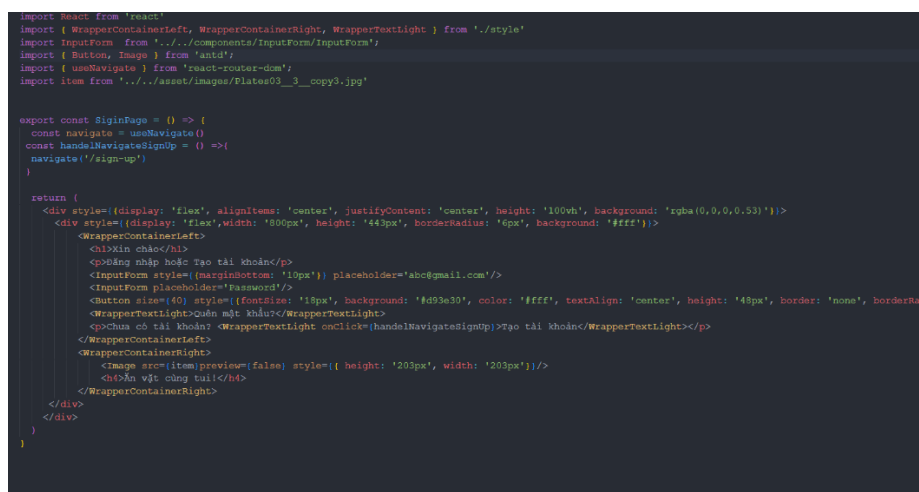 import React from 'react'
import { WrapperContainerLeft, WrapperContainerRight, WrapperTextLight } from './style'
import InputForm from '../../components/InputForm/InputForm';
import { Button, Image } from 'antd';
import { useNavigate } from 'react-router-dom';
import item from '../../asset/images/Plates03__3__copy3.jpg'
export const SiginPage = () => {
const navigate = useNavigate()
const handelNavigateSignUp = () =>{
navigate('/sign-up')
}
return (
<div style={{display: 'flex', alignItems: 'center', justifyContent: 'center', height: '100vh', background: 'rgba(0,0,0,0.53)'}}>
<div style={{display: 'flex',width: '800px', height: '443px', borderRadius: '6px', background: '#fff'}}>
<WrapperContainerLeft>
<h1>Xin chào</h1>
<p>Đăng nhập hoặc Tạo tài khoản</p>
<InputForm style={{marginBottom: '10px'}} placeholder='abc@gmail.com'/>
<InputForm placeholder='Password'/>
<Button size={40} style={{fontSize: '18px', background: '#d93e30', color: '#fff', textAlign: 'center', height: '48px', border: 'none', borderRa
<WrapperTextLight>Quên mật khẩu?</WrapperTextLight>
<p>Chưa có tài khoản? <WrapperTextLight onClick={handelNavigateSignUp}>Tạo tài khoản</WrapperTextLight></p>
</WrapperContainerLeft>
<WrapperContainerRight>
<Image src={item}preview={false} style={{ height: '203px', width: '203px'}}/>
<h4>Ăn vặt cùng tui!</h4>
</WrapperContainerRight>
</div>
</div>
)
}